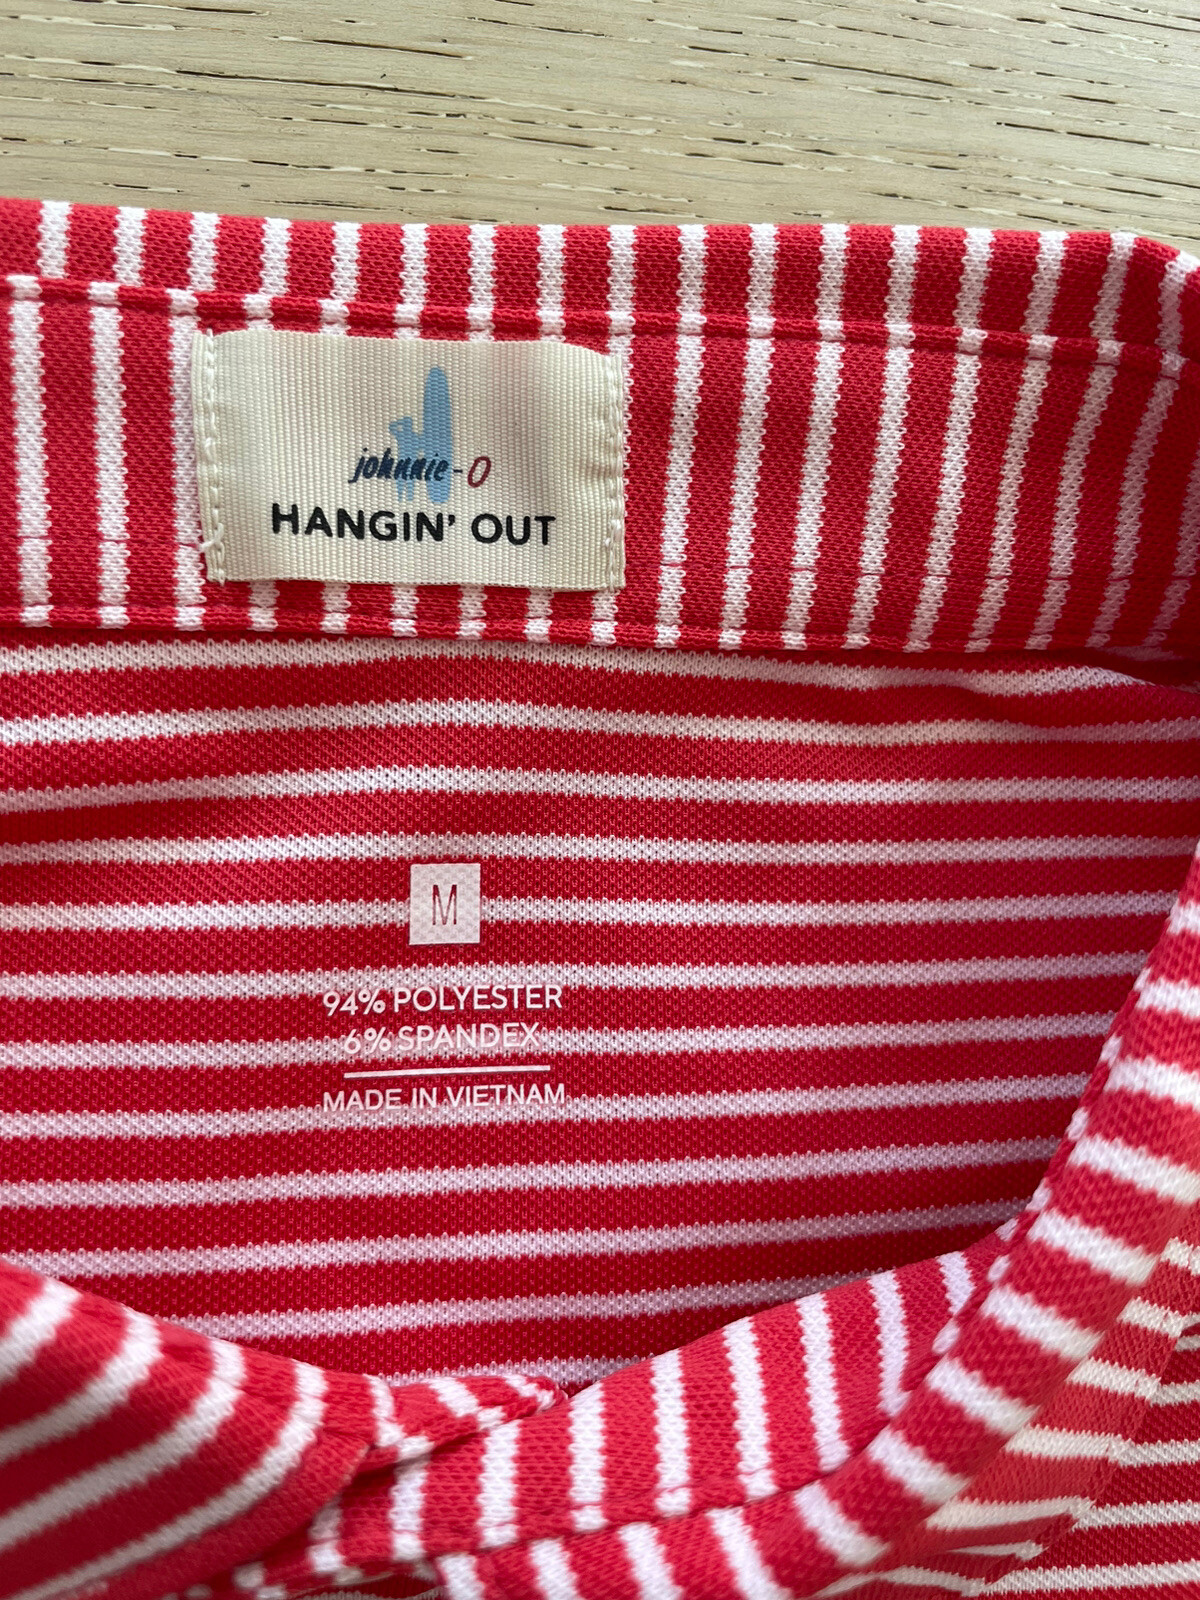 johnnie-O
HANGIN' OUT
M
94% POLYESTER
6% SPANDEX
MADE IN VIETNAM